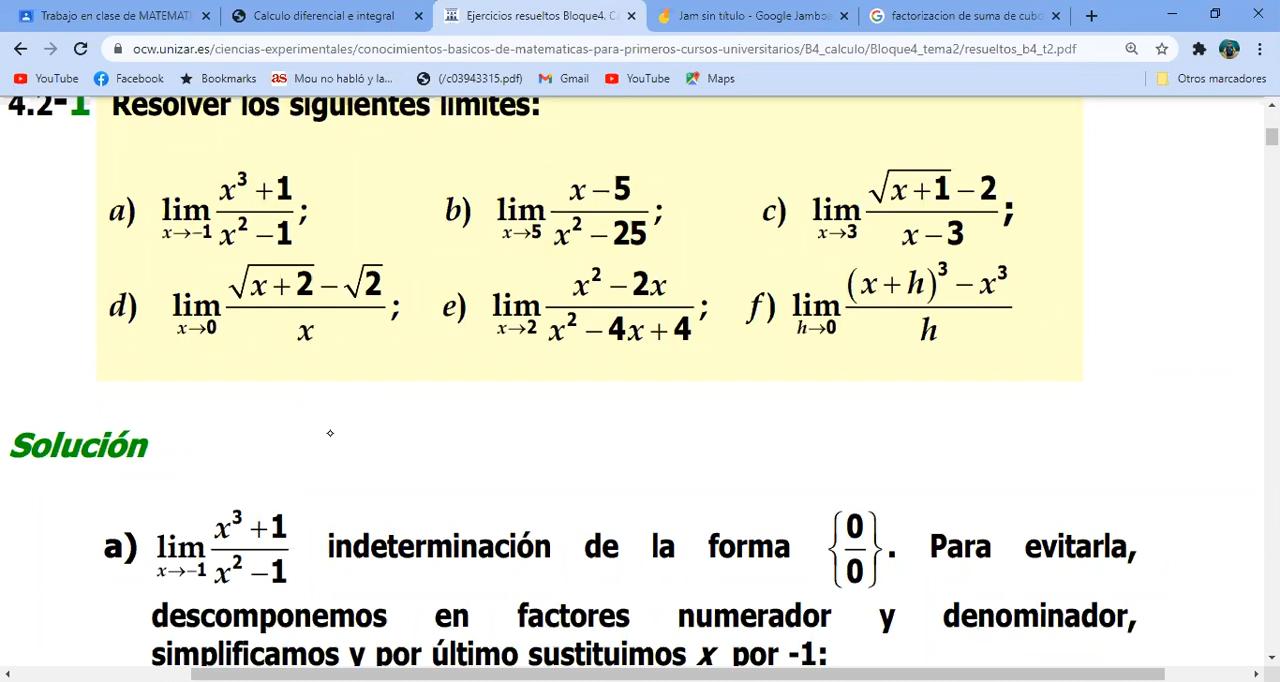 Trabajo en clase de MATEMAT
Calculo diferencial e integral
Ejercicios resueltos Bloque4. C
Jam sin título - Google Jamboa
factorizacion de suma de cubo
ocw.unizar.es/ciencias-experimentales/conocimientos-basicos-de-matematicas-para-primeros-cursos-universitarios/B4_calculo/Bloque4_tema2/resueltos_b4_t2.pdf
YouTube Facebook Bookmarks as Mou no habló y la... (/c03943315.pdf) Gmail YouTube Maps Otros marcadores
4.2-1 Resolver los siguientes límites:
a) lim x→−1 (x³ + 1)/(x² − 1); b) lim x→5 (x − 5)/(x² − 25); c) lim x→3 (√(x+1) − 2)/(x − 3);
d) lim x→0 (√(x+2) − √2)/x; e) lim x→2 (x² − 2x)/(x² − 4x + 4); f) lim h→0 ((x + h)³ − x³)/h
Solución
a) lim x→−1 (x³ + 1)/(x² − 1) indeterminación de la forma {0/0}. Para evitarla,
descomponemos en factores numerador y denominador,
simplificamos y por último sustituimos x por -1: